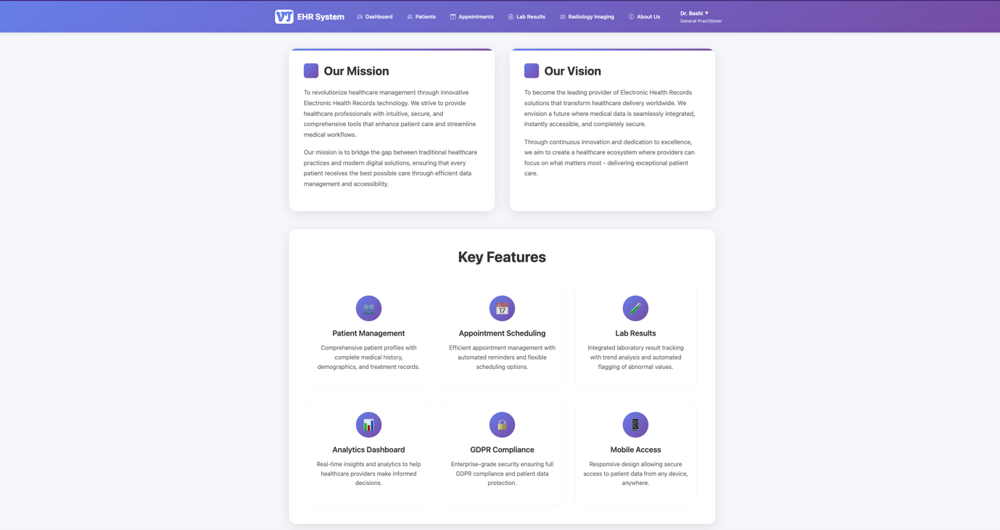 VJ EHR System
Dashboard
Patients
Appointments
Lab Results
Radiology Imaging
About Us
Dr. Bashi ▼
General Practitioner
Our Mission
To revolutionize healthcare management through innovative
Electronic Health Records technology. We strive to provide
healthcare professionals with intuitive, secure, and
comprehensive tools that enhance patient care and streamline
medical workflows.
Our mission is to bridge the gap between traditional healthcare
practices and modern digital solutions, ensuring that every
patient receives the best possible care through efficient data
management and accessibility.
Our Vision
To become the leading provider of Electronic Health Records
solutions that transform healthcare delivery worldwide. We
envision a future where medical data is seamlessly integrated,
instantly accessible, and completely secure.
Through continuous innovation and dedication to excellence,
we aim to create a healthcare ecosystem where providers can
focus on what matters most - delivering exceptional patient
care.
Key Features
Patient Management
Comprehensive patient profiles with
complete medical history,
demographics, and treatment records.
17
Appointment Scheduling
Efficient appointment management with
automated reminders and flexible
scheduling options.
Lab Results
Integrated laboratory result tracking
with trend analysis and automated
flagging of abnormal values.
Analytics Dashboard
Real-time insights and analytics to help
healthcare providers make informed
decisions.
GDPR Compliance
Enterprise-grade security ensuring full
GDPR compliance and patient data
protection.
Mobile Access
Responsive design allowing secure
access to patient data from any device,
anywhere.